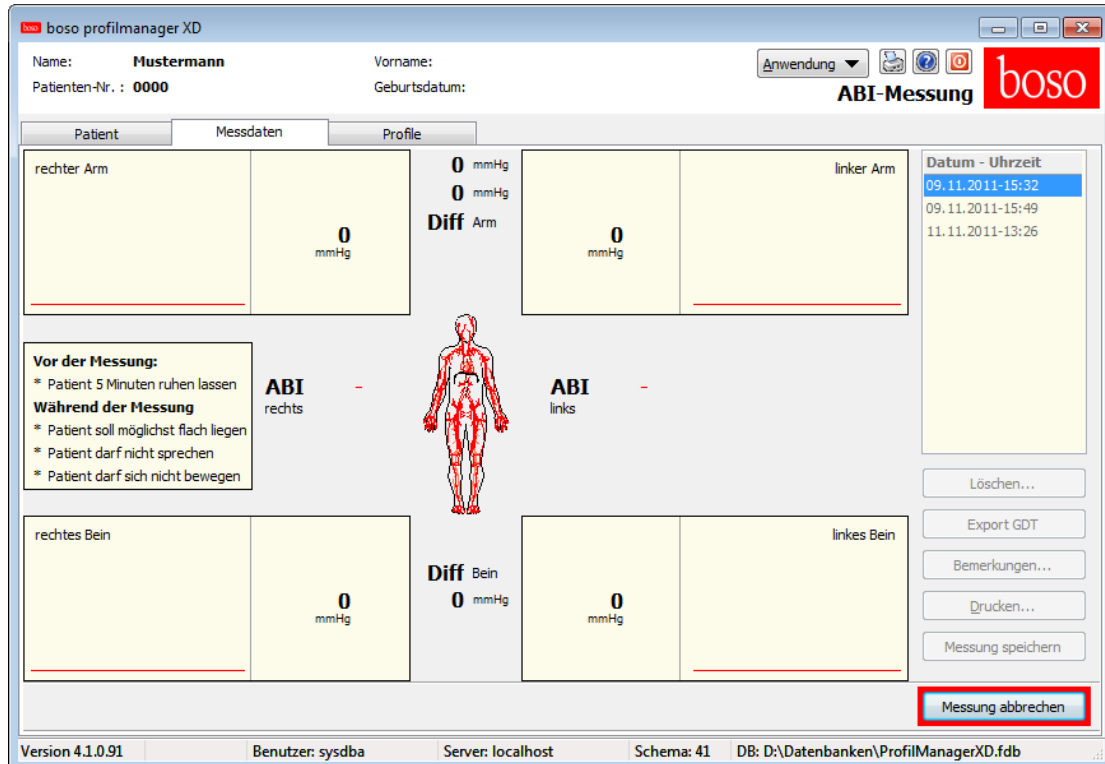 boso boso profilmanager XD
Name: Mustermann Vorname:
Patienten-Nr. : 0000 Geburtsdatum:
Anwendung
ABI-Messung
boso
Patient Messdaten Profile
rechter Arm
0
mmHg
0 mmHg
0 mmHg
Diff Arm
linker Arm
0
mmHg
Datum - Uhrzeit
09.11.2011-15:32
09.11.2011-15:49
11.11.2011-13:26
Vor der Messung:
* Patient 5 Minuten ruhen lassen
Während der Messung
* Patient soll möglichst flach liegen
* Patient darf nicht sprechen
* Patient darf sich nicht bewegen
ABI -
rechts
ABI -
links
rechtes Bein
0
mmHg
Diff Bein
0 mmHg
linkes Bein
0
mmHg
Löschen...
Export GDT
Bemerkungen...
Drucken...
Messung speichern
Messung abbrechen
Version 4.1.0.91 Benutzer: sysdba Server: localhost Schema: 41 DB: D:\Datenbanken\ProfilManagerXD.fdb